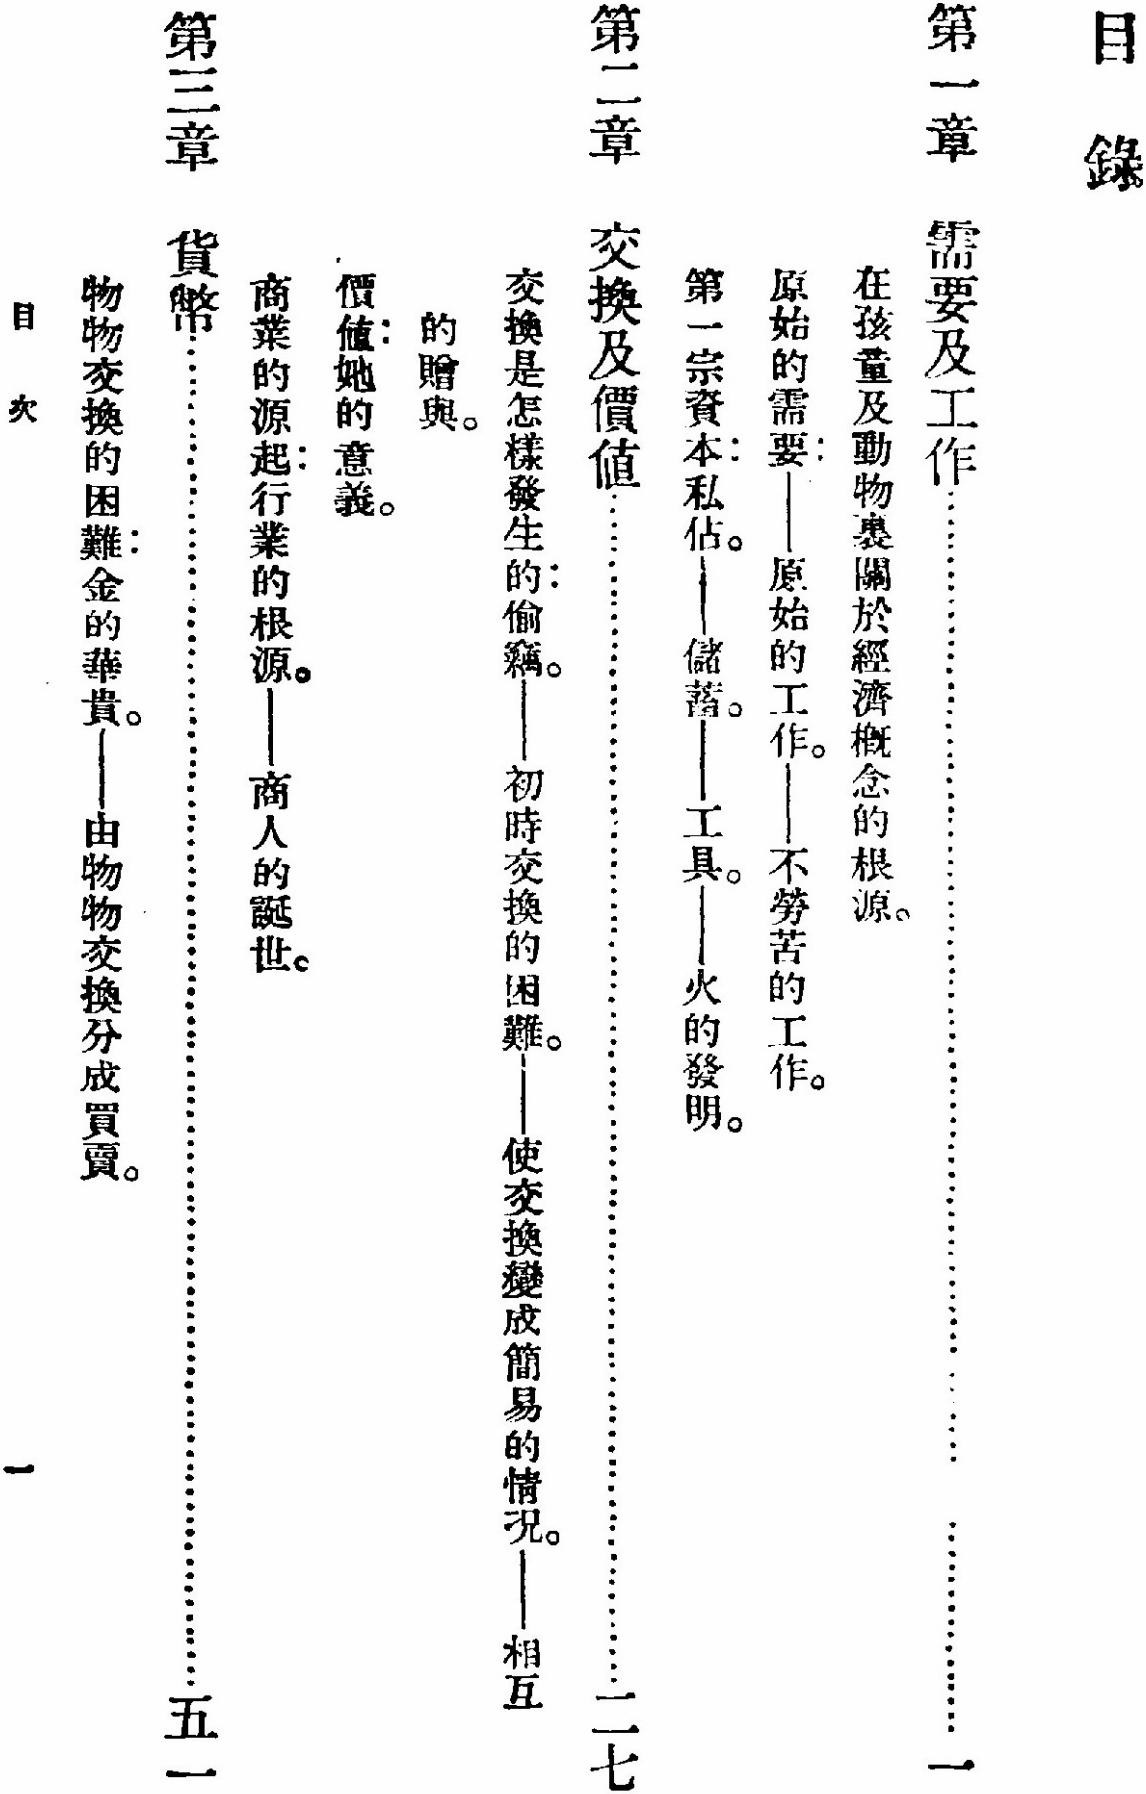 目錄
第一章 需要及工作……………一
在孩童及動物裏關於經濟概念的根源。
原始的需要:——原始的工作。——不勞苦的工作。
第一宗資本:私佔。——儲蓄。——工具。——火的發明。
第二章 交換及價值……………二七
交換是怎樣發生的:偷竊。——初時交換的困難。——使交換變成簡易的情況。——相互
的贈與。
價值:她的意義。
商業的源起:行業的根源。——商人的誕世。
第三章 貨幣……………五一
物物交換的困難:金的華貴。——由物物交換分成買賣。
目次 一